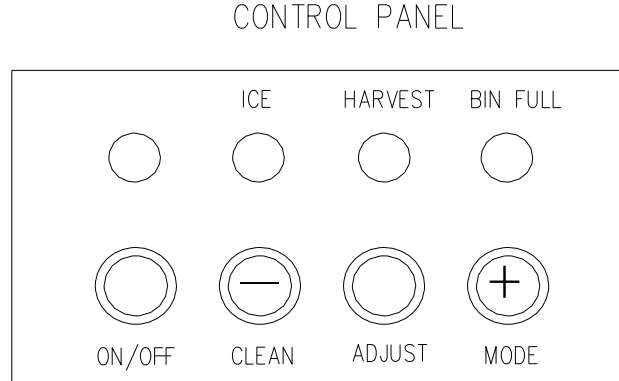 CONTROL PANEL
ICE HARVEST BIN FULL
− +
ON/OFF CLEAN ADJUST MODE